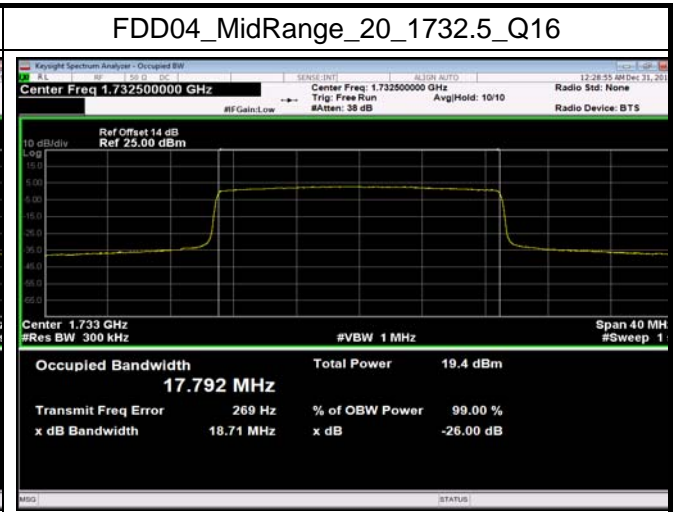 FDD04_MidRange_20_1732.5_Q16
Keysight Spectrum Analyzer - Occupied BW
RL RF 50 Ω DC SENSE:INT ALIGN AUTO 12:28:55 AM Dec 31, 201
Center Freq 1.732500000 GHz Center Freq: 1.732500000 GHz Radio Std: None
Trig: Free Run Avg|Hold: 10/10
#IFGain:Low #Atten: 38 dB Radio Device: BTS
Ref Offset 14 dB
10 dB/div Ref 25.00 dBm
Log
15.0
5.00
-5.00
-15.0
-25.0
-35.0
-45.0
-55.0
-65.0
Center 1.733 GHz Span 40 MH
#Res BW 300 kHz #VBW 1 MHz #Sweep 1
Occupied Bandwidth Total Power 19.4 dBm
17.792 MHz
Transmit Freq Error 269 Hz % of OBW Power 99.00 %
x dB Bandwidth 18.71 MHz x dB -26.00 dB
MSG STATUS